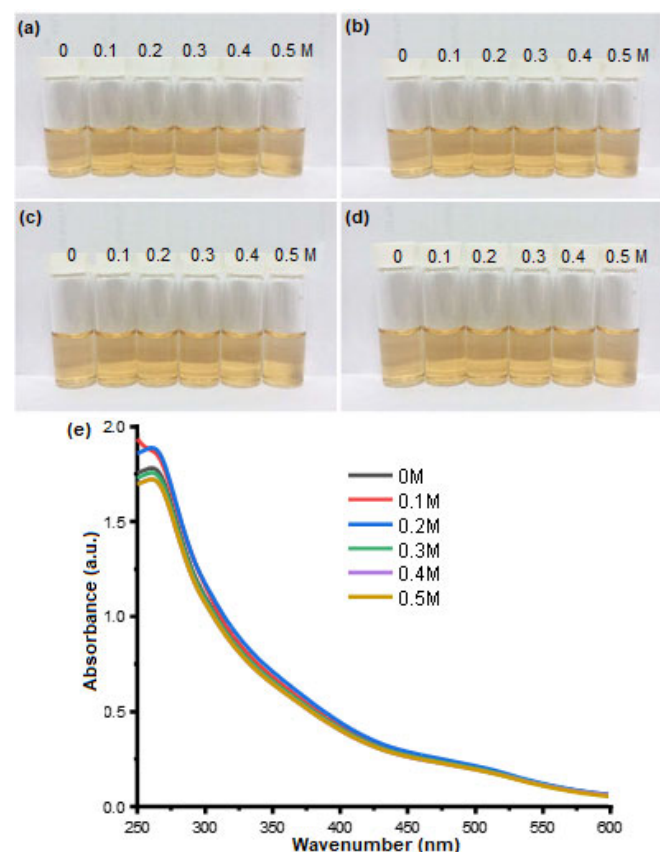 (a)
0 0.1 0.2 0.3 0.4 0.5 M
(b)
0 0.1 0.2 0.3 0.4 0.5 M
(c)
0 0.1 0.2 0.3 0.4 0.5 M
(d)
0 0.1 0.2 0.3 0.4 0.5 M
(e)
2.0
1.5
1.0
0.5
0.0
Absorbance (a.u.)
0M
0.1M
0.2M
0.3M
0.4M
0.5M
250 300 350 400 450 500 550 600
Wavenumber (nm)